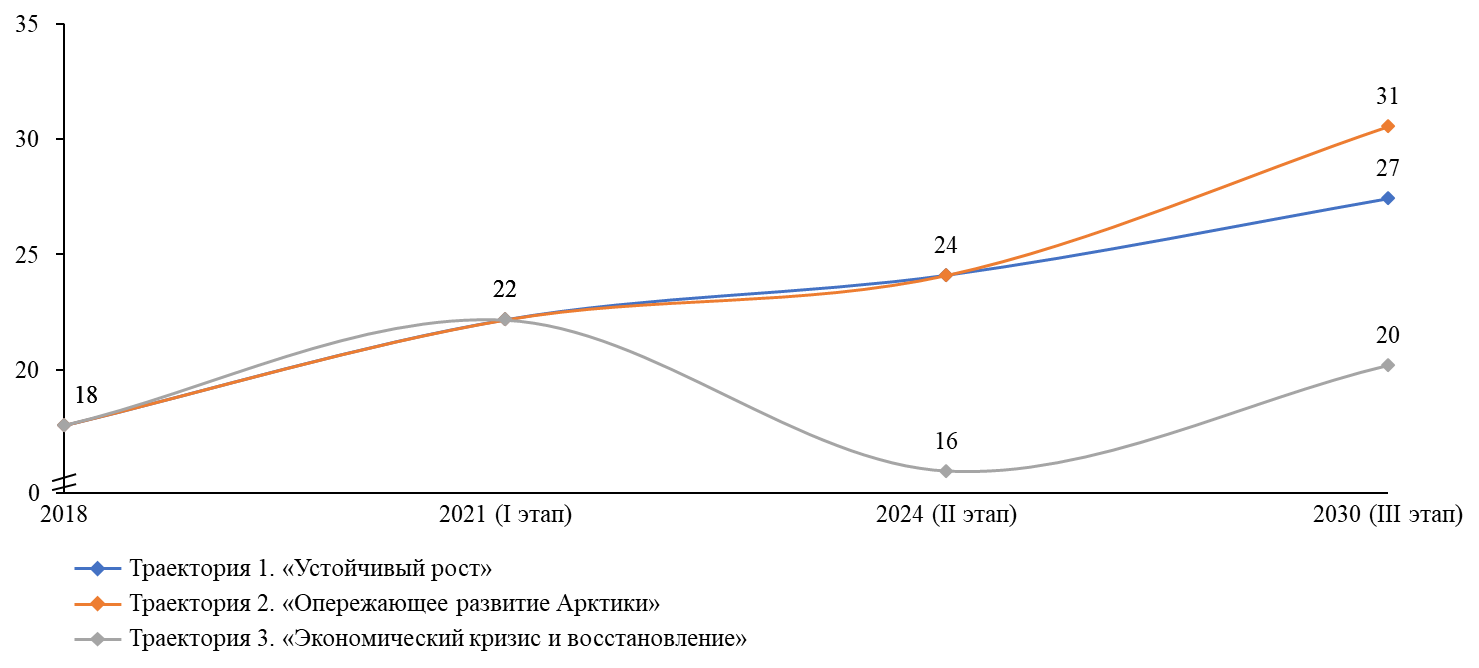 35
30
25
20
0
18
22
24
16
31
27
20
2018
2021 (I этап)
2024 (II этап)
2030 (III этап)
Траектория 1. «Устойчивый рост»
Траектория 2. «Опережающее развитие Арктики»
Траектория 3. «Экономический кризис и восстановление»